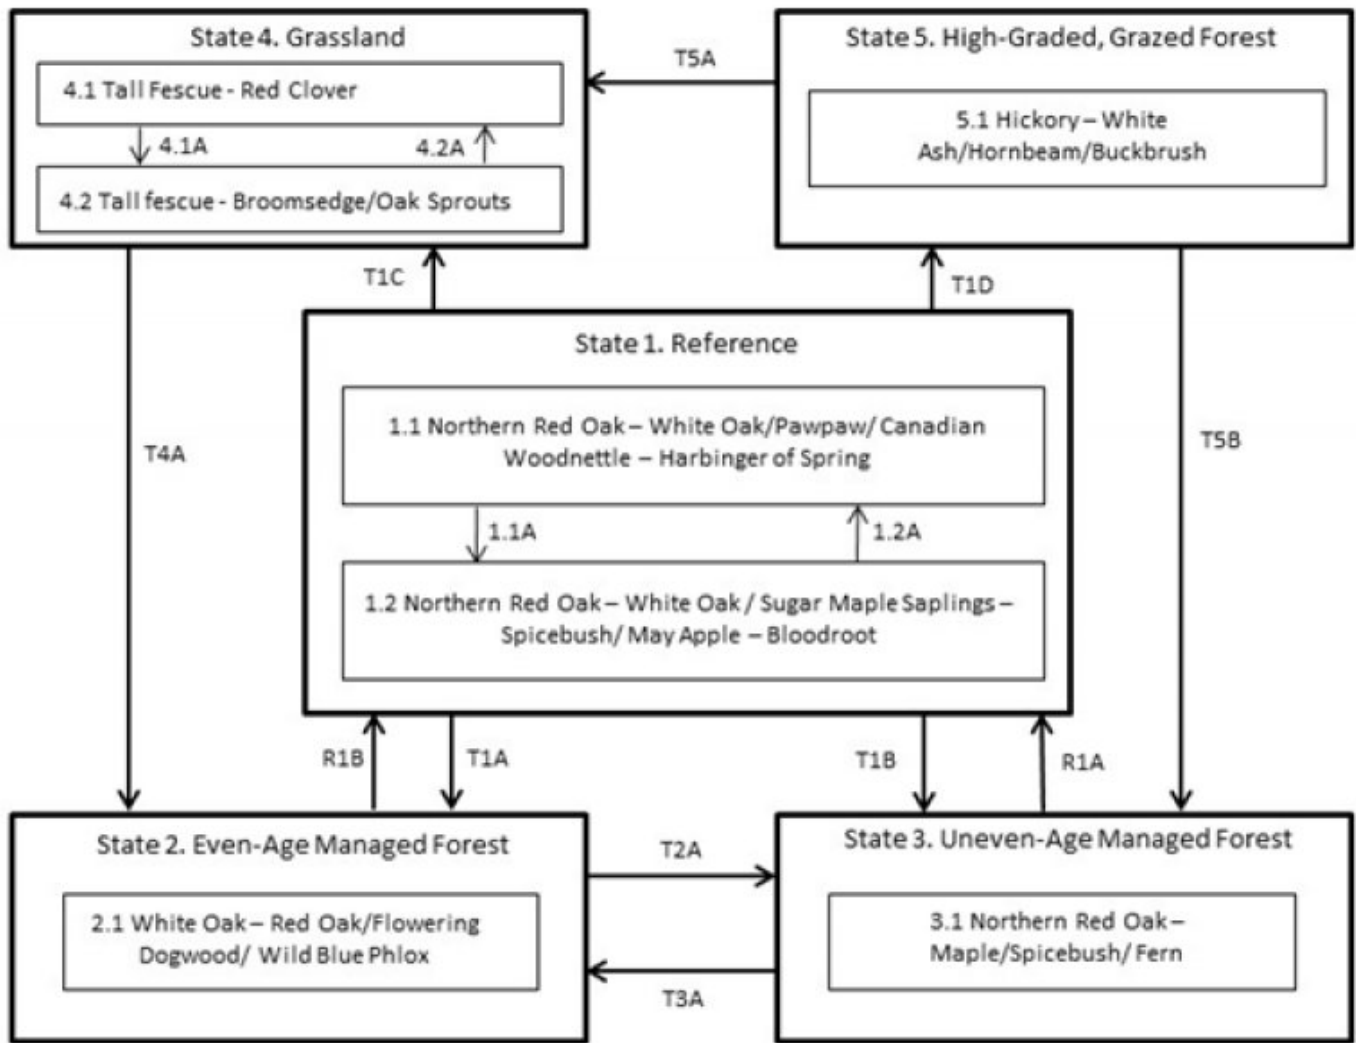 State 4. Grassland
4.1 Tall Fescue - Red Clover
4.1A
4.2A
4.2 Tall fescue - Broomsedge/Oak Sprouts
T5A
State 5. High-Graded, Grazed Forest
5.1 Hickory – White
Ash/Hornbeam/Buckbrush
T1C
T1D
State 1. Reference
1.1 Northern Red Oak – White Oak/Pawpaw/ Canadian
Woodnettle – Harbinger of Spring
1.1A
1.2A
1.2 Northern Red Oak – White Oak / Sugar Maple Saplings –
Spicebush/ May Apple – Bloodroot
T4A
T5B
R1B
T1A
T1B
R1A
State 2. Even-Age Managed Forest
2.1 White Oak – Red Oak/Flowering
Dogwood/ Wild Blue Phlox
T2A
T3A
State 3. Uneven-Age Managed Forest
3.1 Northern Red Oak –
Maple/Spicebush/ Fern